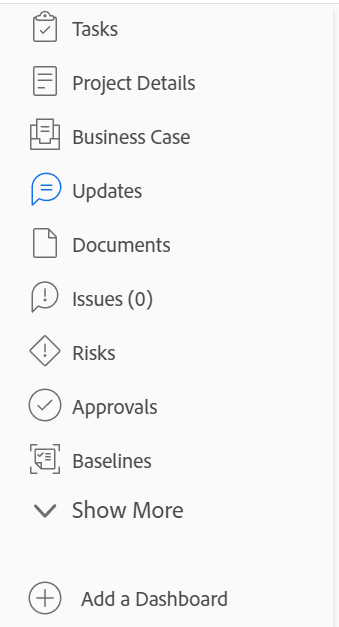 Tasks
Project Details
Business Case
Updates
Documents
Issues (0)
Risks
Approvals
Baselines
Show More
Add a Dashboard